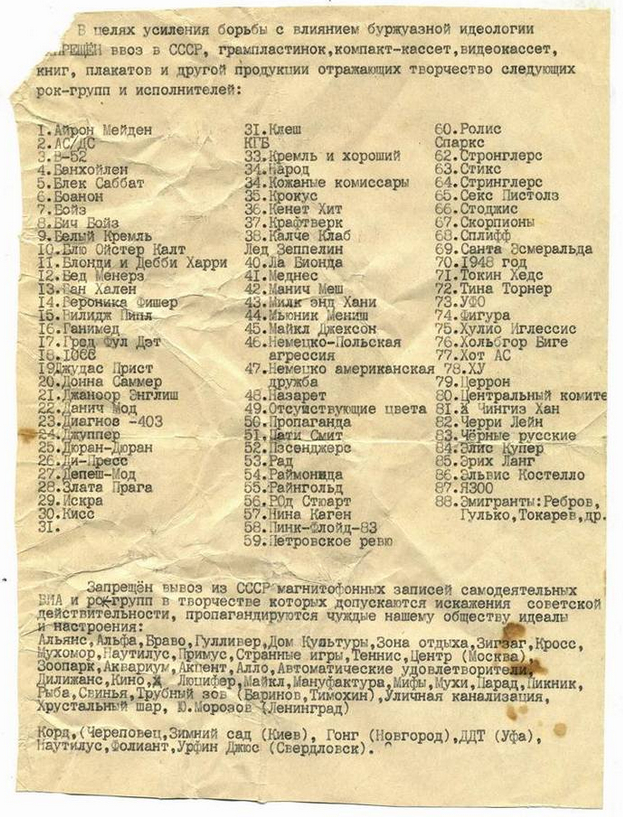 В целях усиления борьбы с влиянием буржуазной идеологии
ЗАПРЕЩЁН ввоз в СССР, грампластинок,компакт-кассет,видеокассет,
книг, плакатов и другой продукции отражающих творчество следующих
рок-групп и исполнителей:
1.Айрон Мейден
2.АС/ДС
3.В-52
4.Ванхойлен
5.Блек Саббат
6.Боанон
7.Бойз
8.Бич Бойз
9.Белый Кремль
10.Блю Ойстер Калт
11.Блонди и Дебби Харри
12.Бед Менерз
13.Ван Хален
14.Вероника Фишер
15.Вилидж Пипл
16.Ганимед
17.Гред Фул Дэт
18.1066
19Джудас Прист
20.Донна Саммер
21.Джаноор Энглиш
22.Данич Мод
23.Диагноз -403
24.Джуппер
25.Дюран-Дюран
26.Ди-Пресс
27.Депеш-Мод
28.Злата Прага
29.Искра
30.Кисс
31.
31.Клеш
КГБ
33.Кремль и хороший
34.Народ
34.Кожаные комиссары
35.Крокус
36.Кенет Хит
37.Крафтверк
38.Калче Клаб
Лед Зеппелин
40.Ла Бионда
41.Меднес
42.Манич Меш
43.Милк энд Хани
44.Мьюник Мениш
45.Майкл Джексон
46.Немецко-Польская
агрессия
47.Немецко американская
дружба
48.Назарет
49.Отсуйствующие цвета
50.Пропаганда
51.Пати Смит
52.Пзсенджерс
53.Рад
54.Раймонида
55.Райнгольд
56.РОд Стюарт
57.Нина Каген
58.Пинк-Флойд-83
59.Петровское ревю
60.Ролис
Спаркс
62.Стронглерс
63.Стикс
64.Стринглерс
65.Секс Пистолз
66.Стоджис
67.Скорпионы
68.Сплифф
69.Санта Эсмеральда
70.1948 год
71.Токин Хедс
72.Тина Торнер
73.УФО
74.Фигура
75.Хулио Иглессис
76.Хольбгор Биге
77.Хот АС
78.ХУ
79.Церрон
80.Центральный комите
81.й Чингиз Хан
82.Черри Лейн
83.Чёрные русские
84.Элис Купер
85.Эрих Ланг
86.Эльвис Костелло
87.ЯЗОО
88.Эмигранты:Ребров,
Гулько,Токарев,др.
Запрещён вывоз из СССР магнитофонных записей самодеятельных
ВИА и рок-групп в творчестве которых допускаются искажения советской
действительности, пропагандируются чуждые нашему обществу идеалы
и настроения:
Альянс,Альфа,Браво,Гулливер,Дом Культуры,Зона отдыха,Зигзаг,Кросс,
Мухомор,Наутилус,Примус,Странные игры,Теннис,Центр (Москва)
Зоопарк,Аквариум,Акцент,Алло,Автоматические удовлетворители,
Дилижанс,Кино, Люцифер,Майкл,Мануфактура,Мифы,Мухи,Парад,Пикник,
Рыба,Свинья,Трубный зов (Баринов,Тимохин),Уличная канализация,
Хрустальный шар, Ю.Морозов (Ленинград)
Корд,(Череповец,Зимний сад (Киев), Гонг (Новгород),ДДТ (Уфа),
Наутилус,Фолиант,Урфин Джюс (Свердловск).